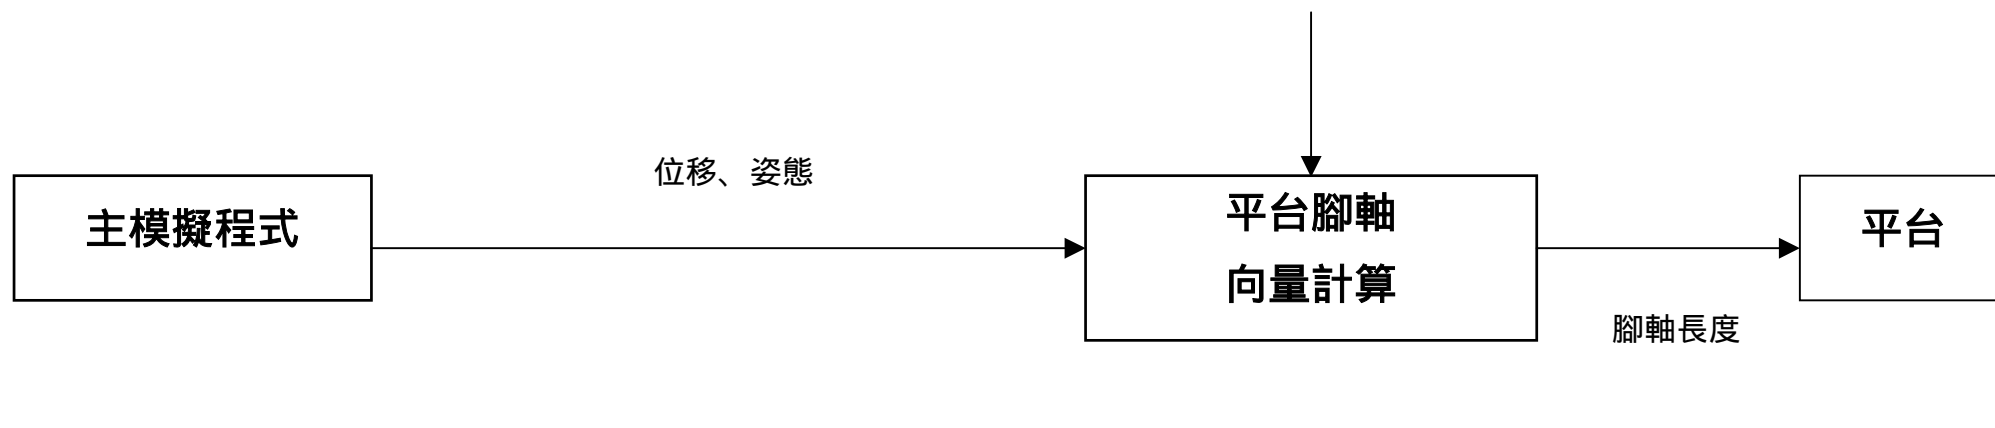 位移、姿態
主模擬程式
平台腳軸
向量計算
平台
腳軸長度